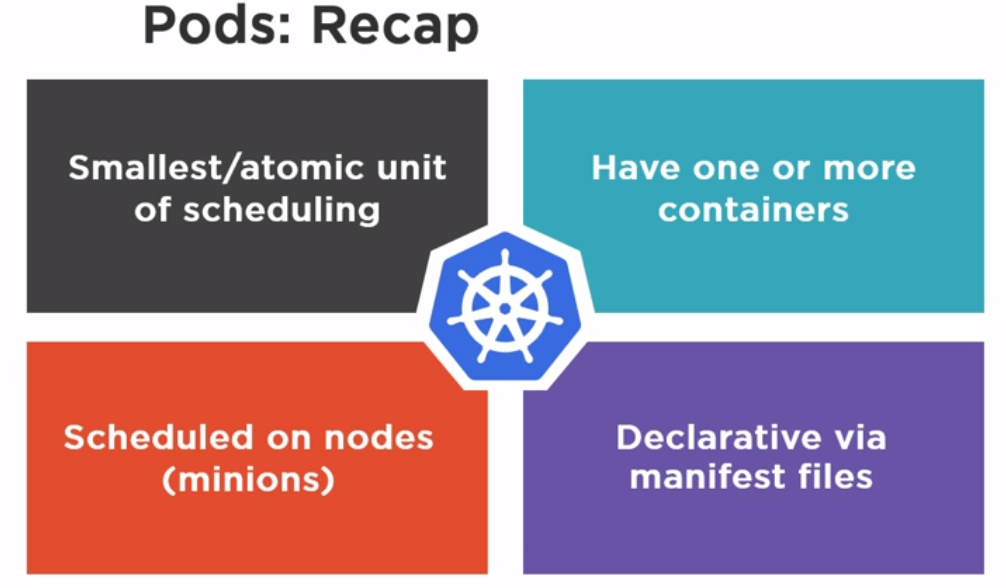 Pods: Recap
Smallest/atomic unit
of scheduling
Have one or more
containers
Scheduled on nodes
(minions)
Declarative via
manifest files